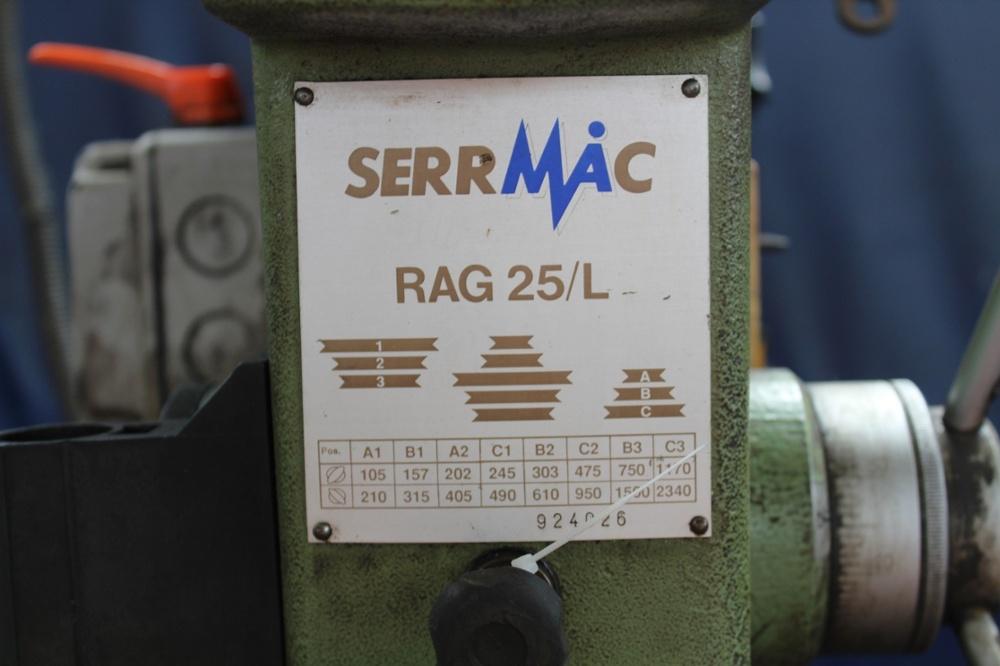 SERRMAC
RAG 25/L
1
2
3
A
B
C
Pos. A1 B1 A2 C1 B2 C2 B3 C3
105 157 202 245 303 475 750 1170
210 315 405 490 610 950 1500 2340
924026